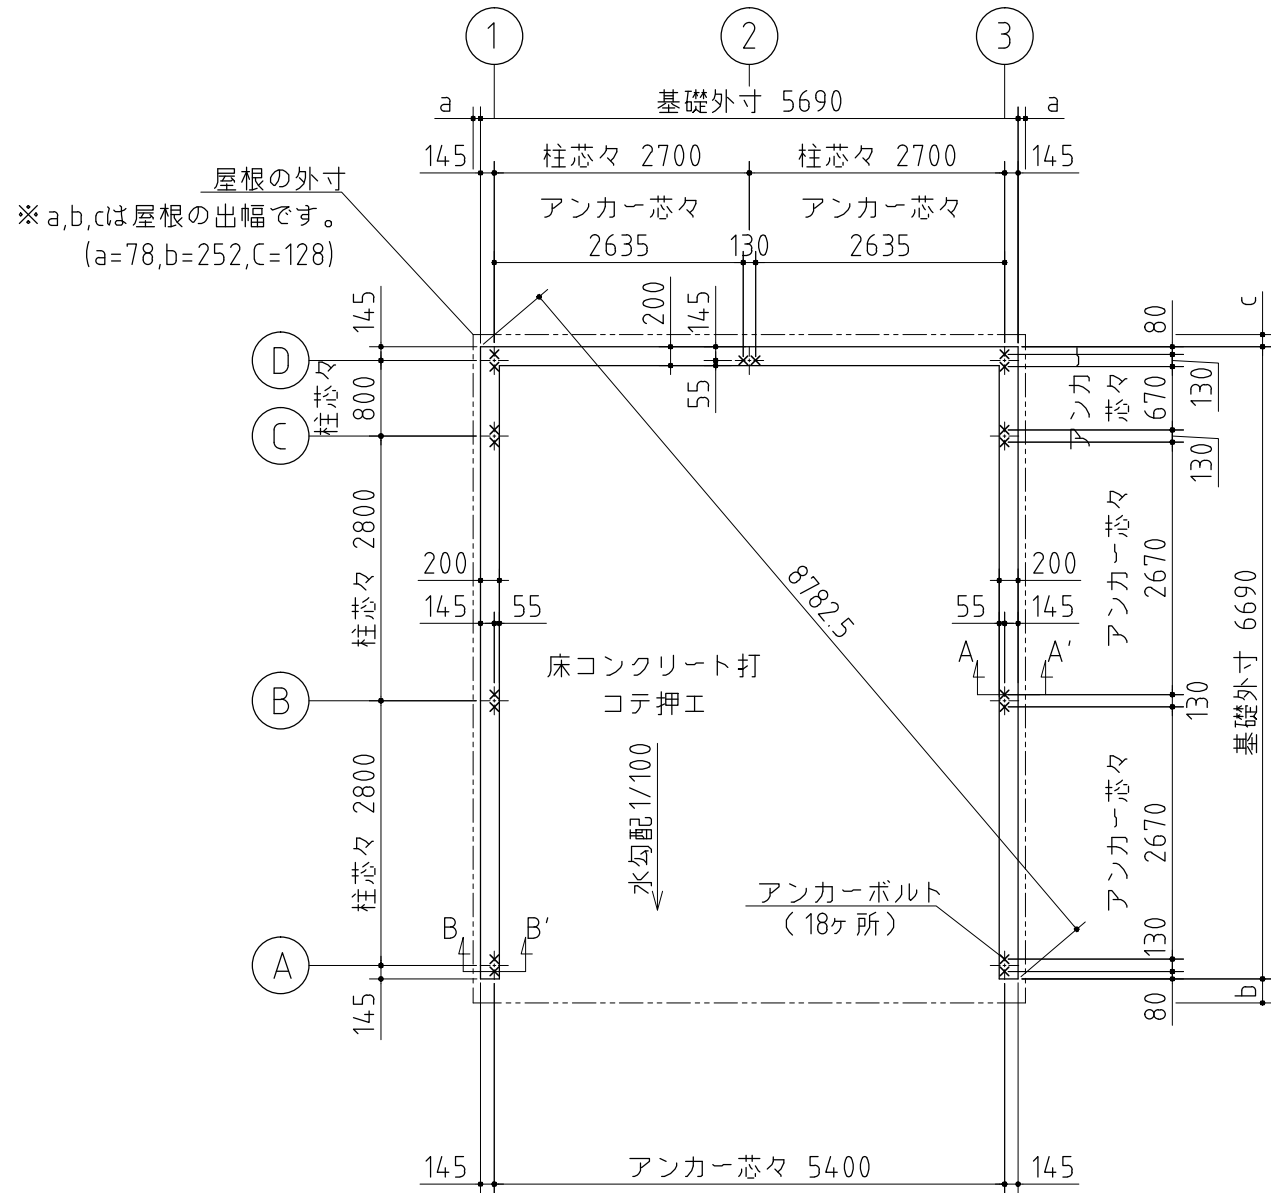 1
2
3
a
基礎外寸 5690
a
145
柱芯々 2700
柱芯々 2700
145
屋根の外寸
※a,b,cは屋根の出幅です。
(a=78,b=252,C=128)
アンカー芯々
アンカー芯々
2635
130
2635
145
200
145
80
c
D
柱芯々
800
55
アンカー
芯々
670
130
C
130
柱芯々 2800
アンカー芯々
2670
200
8782.5
200
145
55
55
145
基礎外寸 6690
床コンクリート打
コテ押エ
A
A'
B
130
水勾配1/100
柱芯々 2800
アンカー芯々
2670
アンカーボルト
(18ケ所)
B
B'
130
A
145
80
b
145
アンカー芯々 5400
145